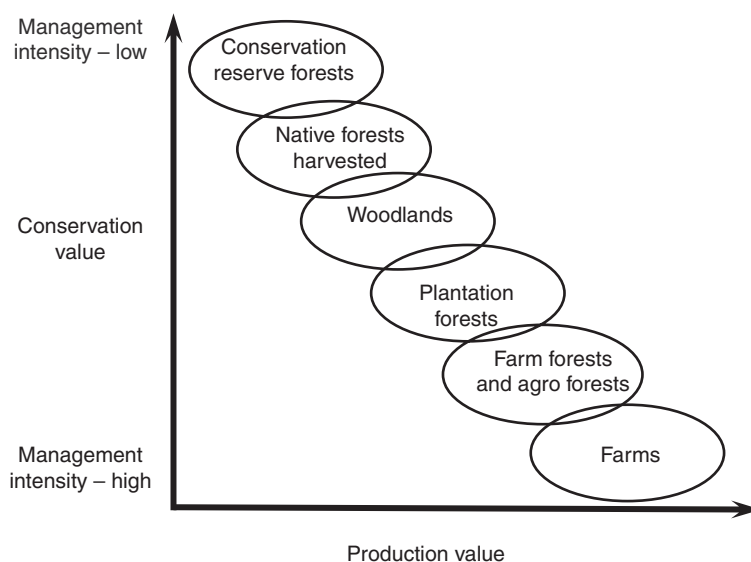 Management
intensity – low
Conservation
reserve forests
Native forests
harvested
Woodlands
Conservation
value
Plantation
forests
Farm forests
and agro forests
Management
intensity – high
Farms
Production value